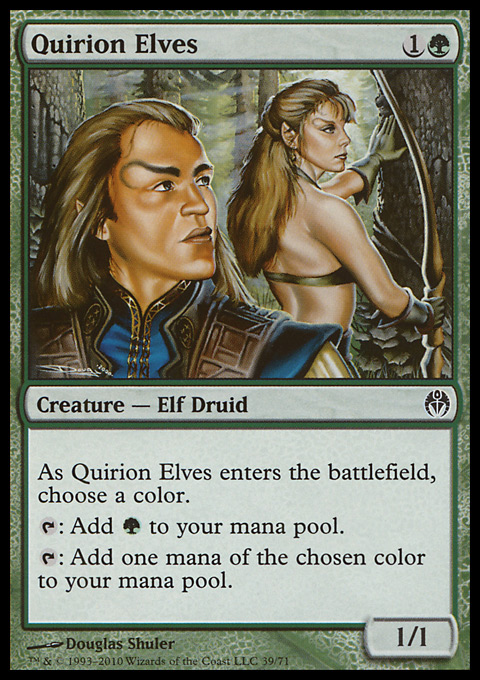 Quirion Elves 1
Creature — Elf Druid
As Quirion Elves enters the battlefield,
choose a color.
: Add to your mana pool.
: Add one mana of the chosen color
to your mana pool.
Douglas Shuler
1/1
™ & © 1993–2010 Wizards of the Coast LLC 39/71